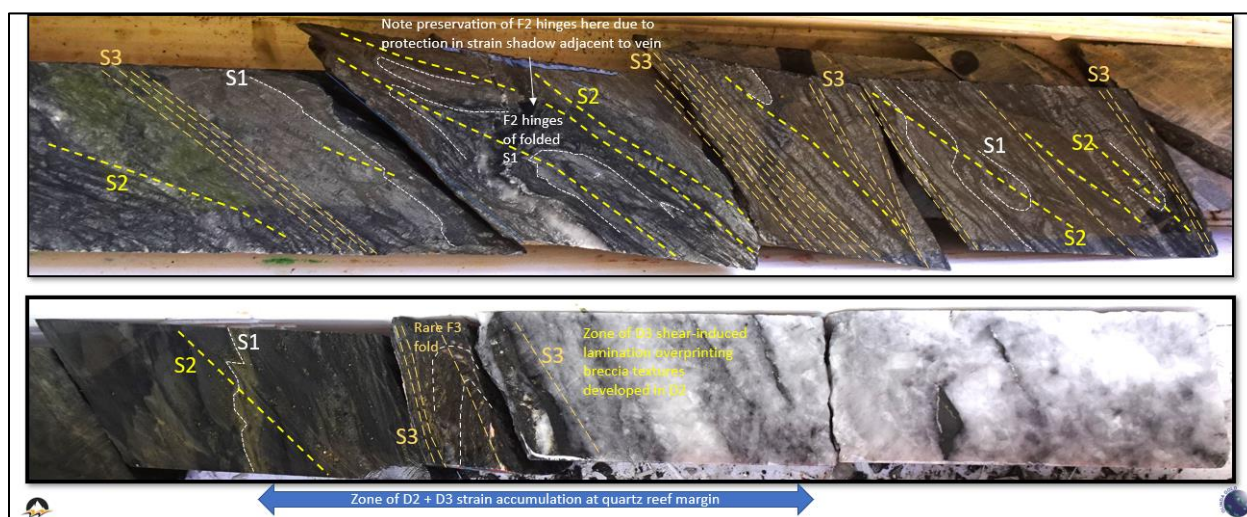 Note preservation of F2 hinges here due to
protection in strain shadow adjacent to vein
S3
S1
S2
S2
F2 hinges
of folded
S1
S3
S3
S1
S2
S3
S2
S1
S2
S3
Rare F3
fold
S3
Zone of D3 shear-induced
lamination overprinting
breccia textures
developed in D2
Zone of D2 + D3 strain accumulation at quartz reef margin